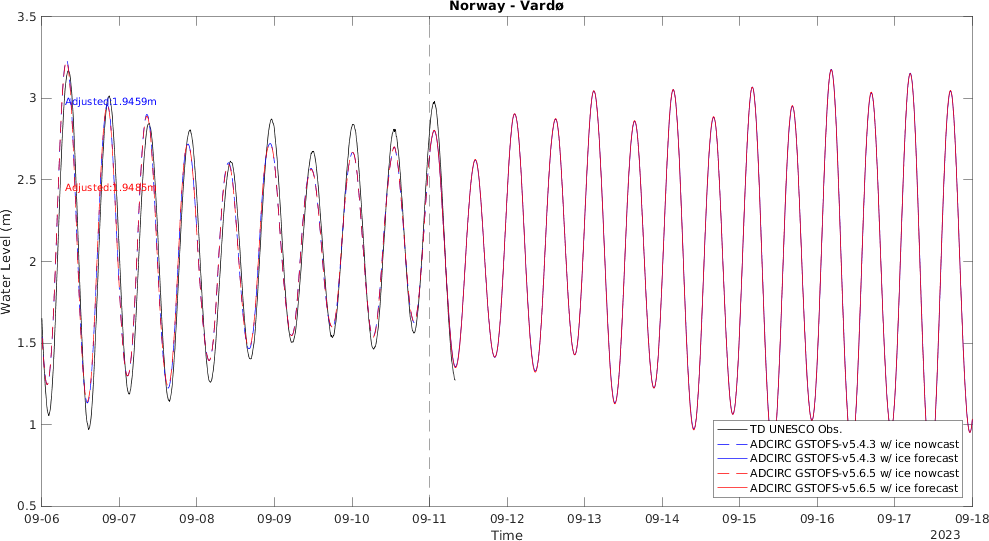 Norway - Vardø
3.5
3
2.5
2
1.5
1
0.5
Water Level (m)
Adjusted:1.9459m
Adjusted:1.9485m
TD UNESCO Obs.
ADCIRC GSTOFS-v5.4.3 w/ ice nowcast
ADCIRC GSTOFS-v5.4.3 w/ ice forecast
ADCIRC GSTOFS-v5.6.5 w/ ice nowcast
ADCIRC GSTOFS-v5.6.5 w/ ice forecast
09-06 09-07 09-08 09-09 09-10 09-11 09-12 09-13 09-14 09-15 09-16 09-17 09-18
Time
2023